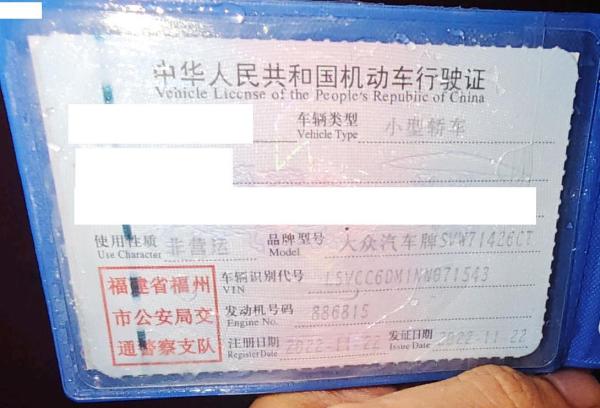 中华人民共和国机动车行驶证
Vehicle License of the People's Republic of China
车辆类型 小型轿车
Vehicle Type
使用性质 非营运 品牌型号 大众汽车牌SVW71426CT
Use Character Model
福建省福州
市公安局交
通警察支队
车辆识别代号 LSVCC6DM1NN071543
VIN
发动机号码 886815
Engine No.
注册日期 2022-11-22 发证日期 2022-11-22
Register Date Issue Date